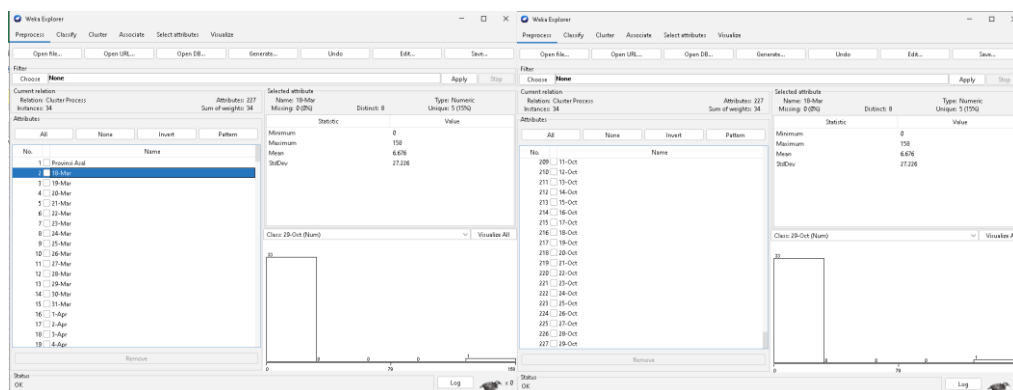 Weka Explorer
Preprocess Classify Cluster Associate Select attributes Visualize
Open file... Open URL... Open DB... Generate... Undo Edit... Save...
Filter
Choose None Apply Stop
Current relation
Relation: Cluster Process Attributes: 227
Instances: 34 Sum of weights: 34
Attributes
All None Invert Pattern
No. Name
1 Provinsi Asal
2 18-Mar
3 19-Mar
4 20-Mar
5 21-Mar
6 22-Mar
7 23-Mar
8 24-Mar
9 25-Mar
10 26-Mar
11 27-Mar
12 28-Mar
13 29-Mar
14 30-Mar
15 31-Mar
16 1-Apr
17 2-Apr
18 3-Apr
19 4-Apr
Remove
Status
OK
Selected attribute
Name: 18-Mar Type: Numeric
Missing: 0 (0%) Distinct: 8 Unique: 5 (15%)
Statistic Value
Minimum 0
Maximum 158
Mean 6.676
StdDev 27.226
Class: 29-Oct (Num) Visualize All
33
0 0 0 1
0 79 158
Log x 0
Weka Explorer
Preprocess Classify Cluster Associate Select attributes Visualize
Open file... Open URL... Open DB... Generate... Undo Edit... Save...
Filter
Choose None Apply Stop
Current relation
Relation: Cluster Process Attributes: 227
Instances: 34 Sum of weights: 34
Attributes
All None Invert Pattern
No. Name
209 11-Oct
210 12-Oct
211 13-Oct
212 14-Oct
213 15-Oct
214 16-Oct
215 17-Oct
216 18-Oct
217 19-Oct
218 20-Oct
219 21-Oct
220 22-Oct
221 23-Oct
222 24-Oct
223 25-Oct
224 26-Oct
225 27-Oct
226 28-Oct
227 29-Oct
Remove
Status
OK
Selected attribute
Name: 18-Mar Type: Numeric
Missing: 0 (0%) Distinct: 8 Unique: 5 (15%)
Statistic Value
Minimum 0
Maximum 158
Mean 6.676
StdDev 27.226
Class: 29-Oct (Num) Visualize A
33
0 0 0 1
0 79
Log